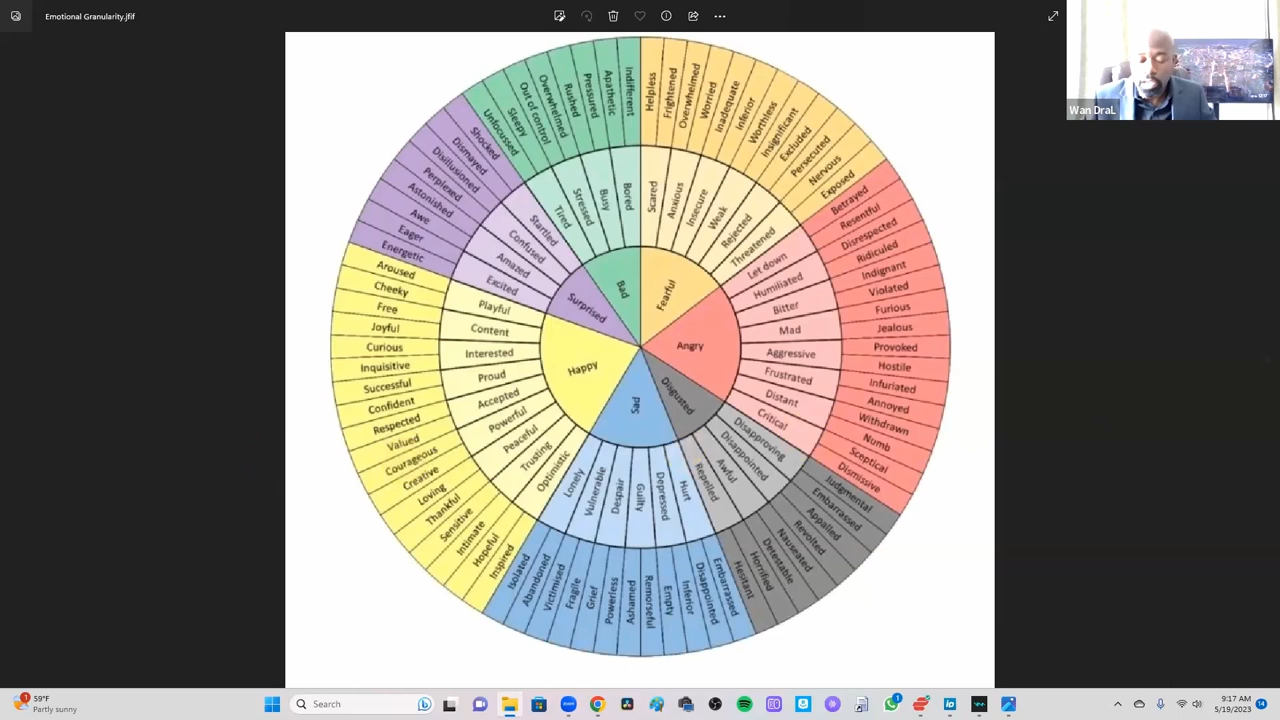 Emotional Granularity.jfif
Wan DraL
Bad
Fearful
Angry
Disgusted
Sad
Happy
Surprised
Tired
Stressed
Busy
Bored
Scared
Anxious
Insecure
Weak
Rejected
Threatened
Let down
Humiliated
Bitter
Mad
Aggressive
Frustrated
Distant
Critical
Disapproving
Disappointed
Awful
Repelled
Hurt
Depressed
Guilty
Despair
Vulnerable
Lonely
Optimistic
Trusting
Peaceful
Powerful
Accepted
Proud
Interested
Content
Playful
Excited
Amazed
Confused
Startled
Unfocussed
Sleepy
Out of control
Overwhelmed
Rushed
Pressured
Apathetic
Indifferent
Helpless
Frightened
Overwhelmed
Worried
Inadequate
Inferior
Worthless
Insignificant
Excluded
Persecuted
Nervous
Exposed
Betrayed
Resentful
Disrespected
Ridiculed
Indignant
Violated
Furious
Jealous
Provoked
Hostile
Infuriated
Annoyed
Withdrawn
Numb
Sceptical
Dismissive
Judgmental
Embarrassed
Appalled
Revolted
Nauseated
Detestable
Horrified
Hesitant
Embarrassed
Disappointed
Inferior
Empty
Remorseful
Ashamed
Powerless
Grief
Fragile
Victimised
Abandoned
Isolated
Inspired
Hopeful
Intimate
Sensitive
Thankful
Loving
Creative
Courageous
Valued
Respected
Confident
Successful
Inquisitive
Curious
Joyful
Free
Cheeky
Aroused
Energetic
Eager
Awe
Astonished
Perplexed
Disillusioned
Dismayed
Shocked
1
59°F
Partly sunny
Search
zoom
1
in
9:17 AM
5/19/2023
14